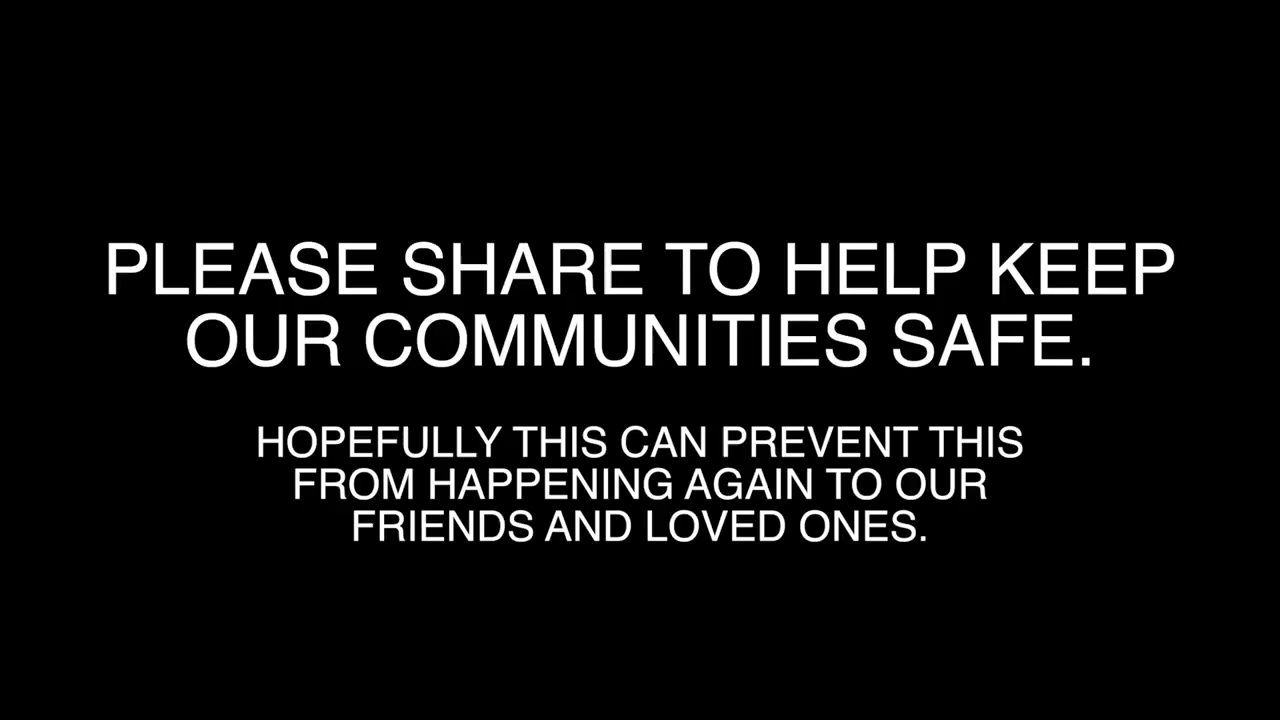 PLEASE SHARE TO HELP KEEP
OUR COMMUNITIES SAFE.
HOPEFULLY THIS CAN PREVENT THIS
FROM HAPPENING AGAIN TO OUR
FRIENDS AND LOVED ONES.